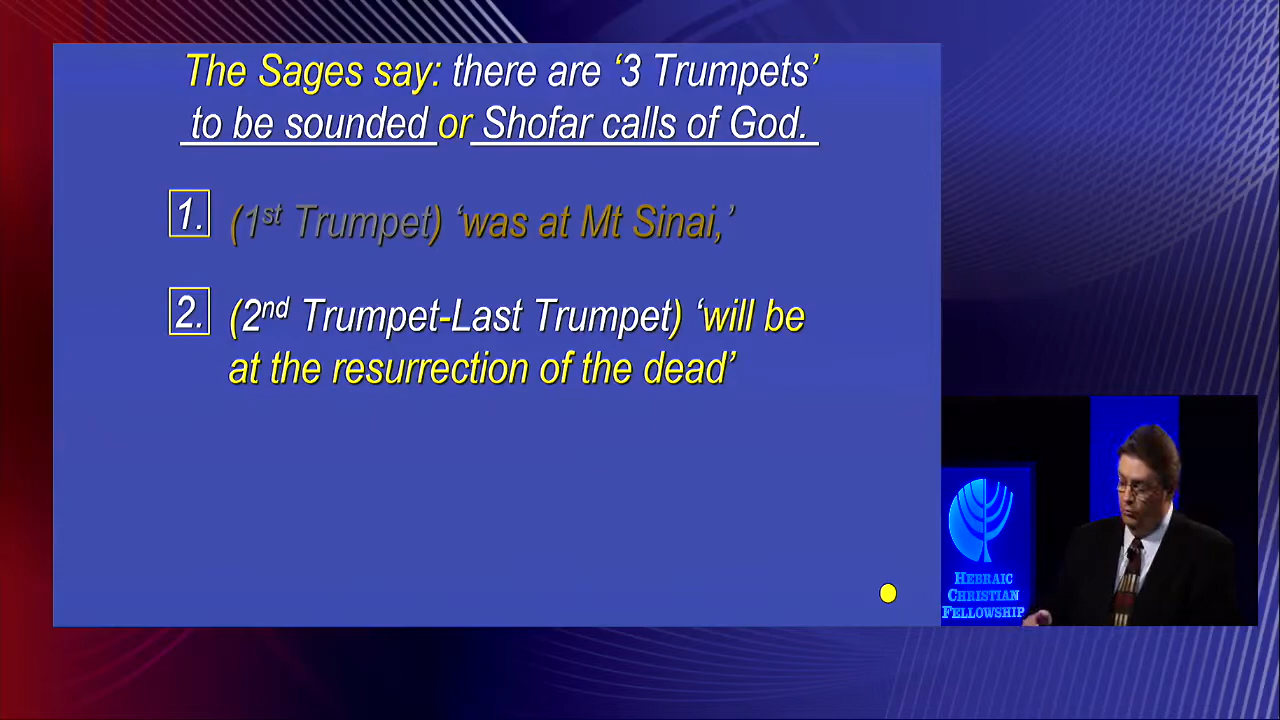 The Sages say: there are ‘3 Trumpets’
to be sounded or Shofar calls of God.
1. (1st Trumpet) ‘was at Mt Sinai,’
2. (2nd Trumpet-Last Trumpet) ‘will be
at the resurrection of the dead’
HEBRAIC
CHRISTIAN
FELLOWSHIP